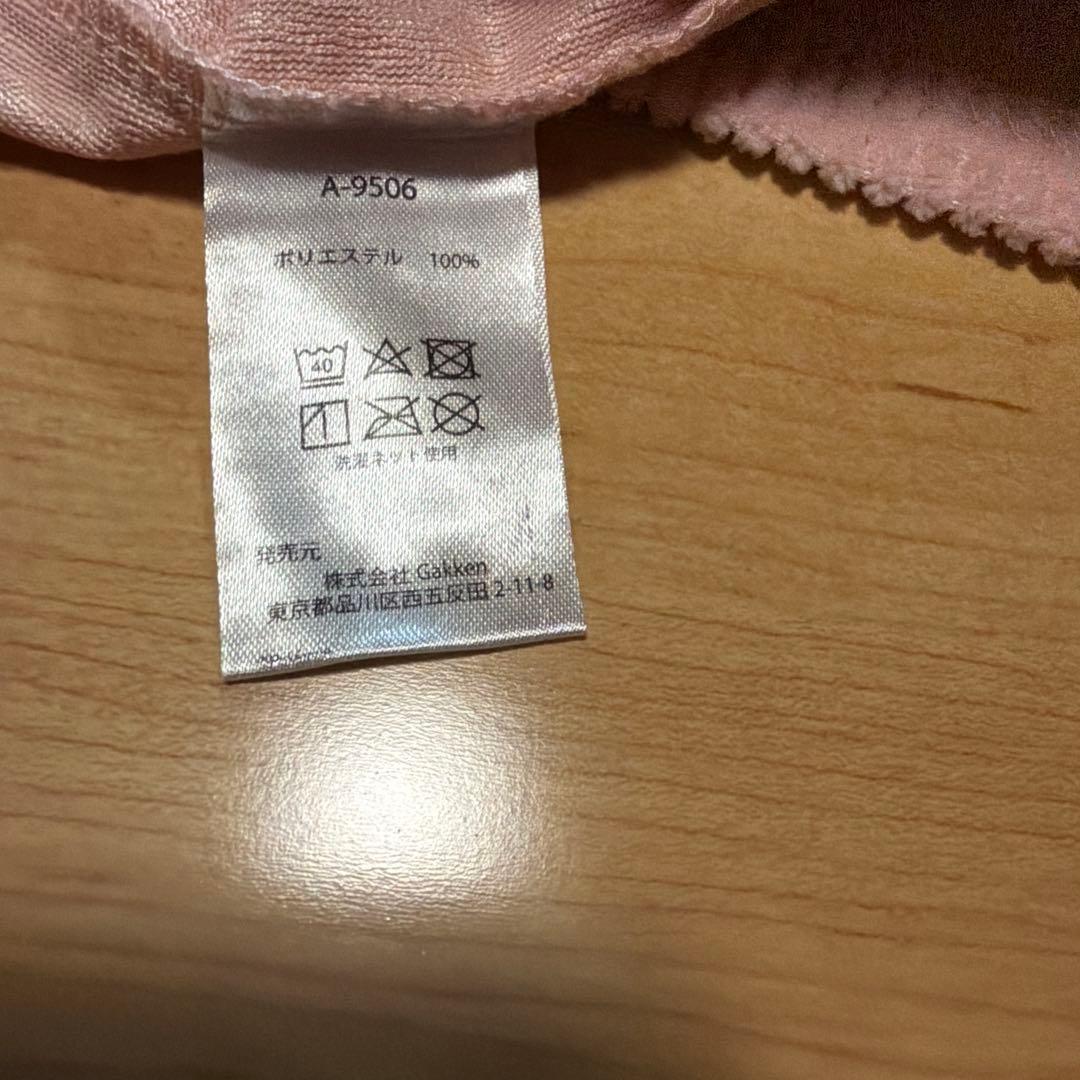 A-9506
ポリエステル 100%
40
洗濯ネット使用
発売元
株式会社 Gakken
東京都品川区西五反田 2-11-8